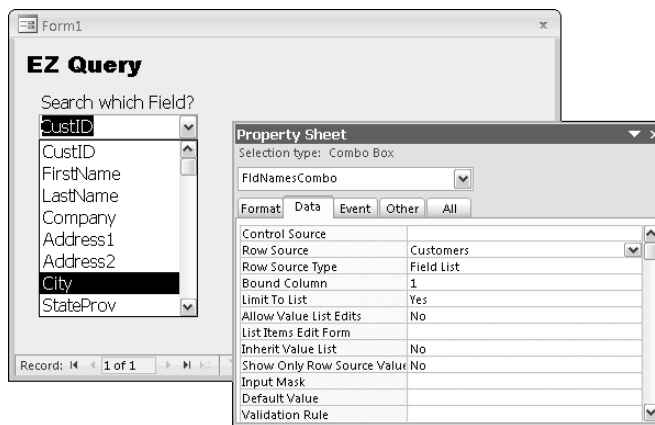 Form1
x
EZ Query
Search which Field?
CustID
CustID
FirstName
LastName
Company
Address1
Address2
City
StateProv
Record: 1 of 1
Property Sheet
Selection type: Combo Box
FldNamesCombo
Format Data Event Other All
Control Source
Row Source Customers
Row Source Type Field List
Bound Column 1
Limit To List Yes
Allow Value List Edits No
List Items Edit Form
Inherit Value List No
Show Only Row Source Value No
Input Mask
Default Value
Validation Rule